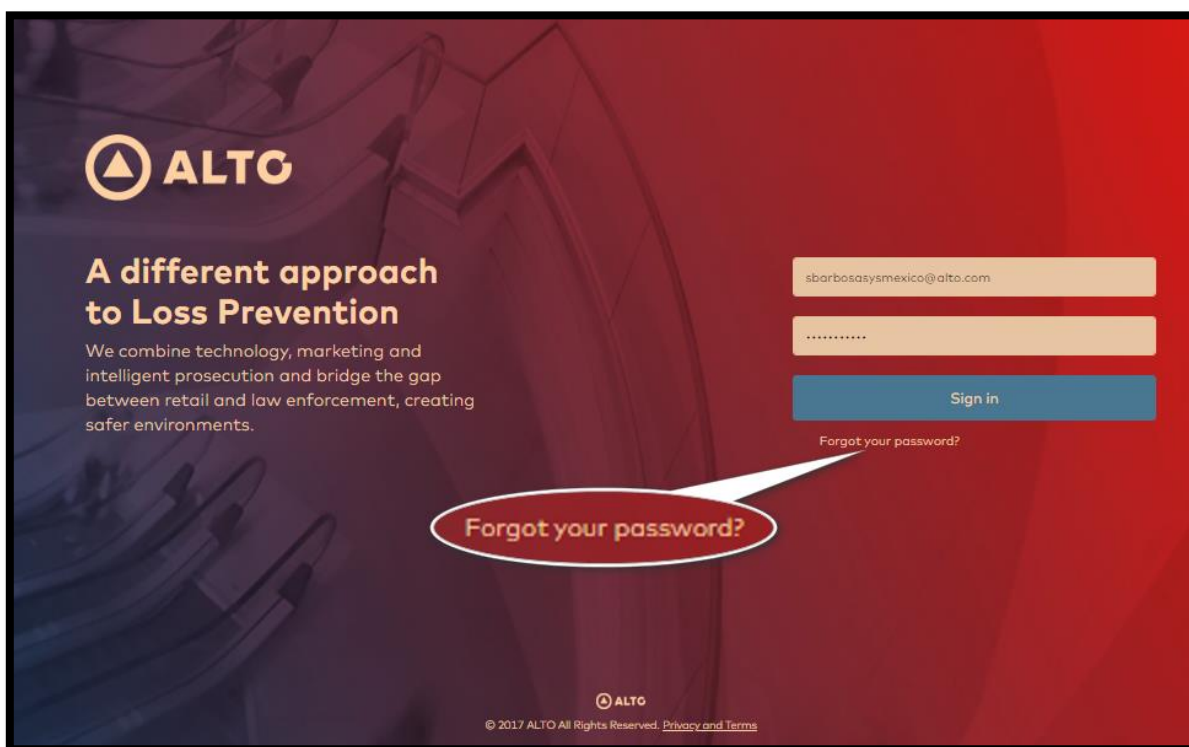 ALTO
A different approach
to Loss Prevention
We combine technology, marketing and
intelligent prosecution and bridge the gap
between retail and law enforcement, creating
safer environments.
sbarbosasysmexico@alto.com
...........
Sign in
Forgot your password?
Forgot your password?
ALTO
© 2017 ALTO All Rights Reserved. Privacy and Terms